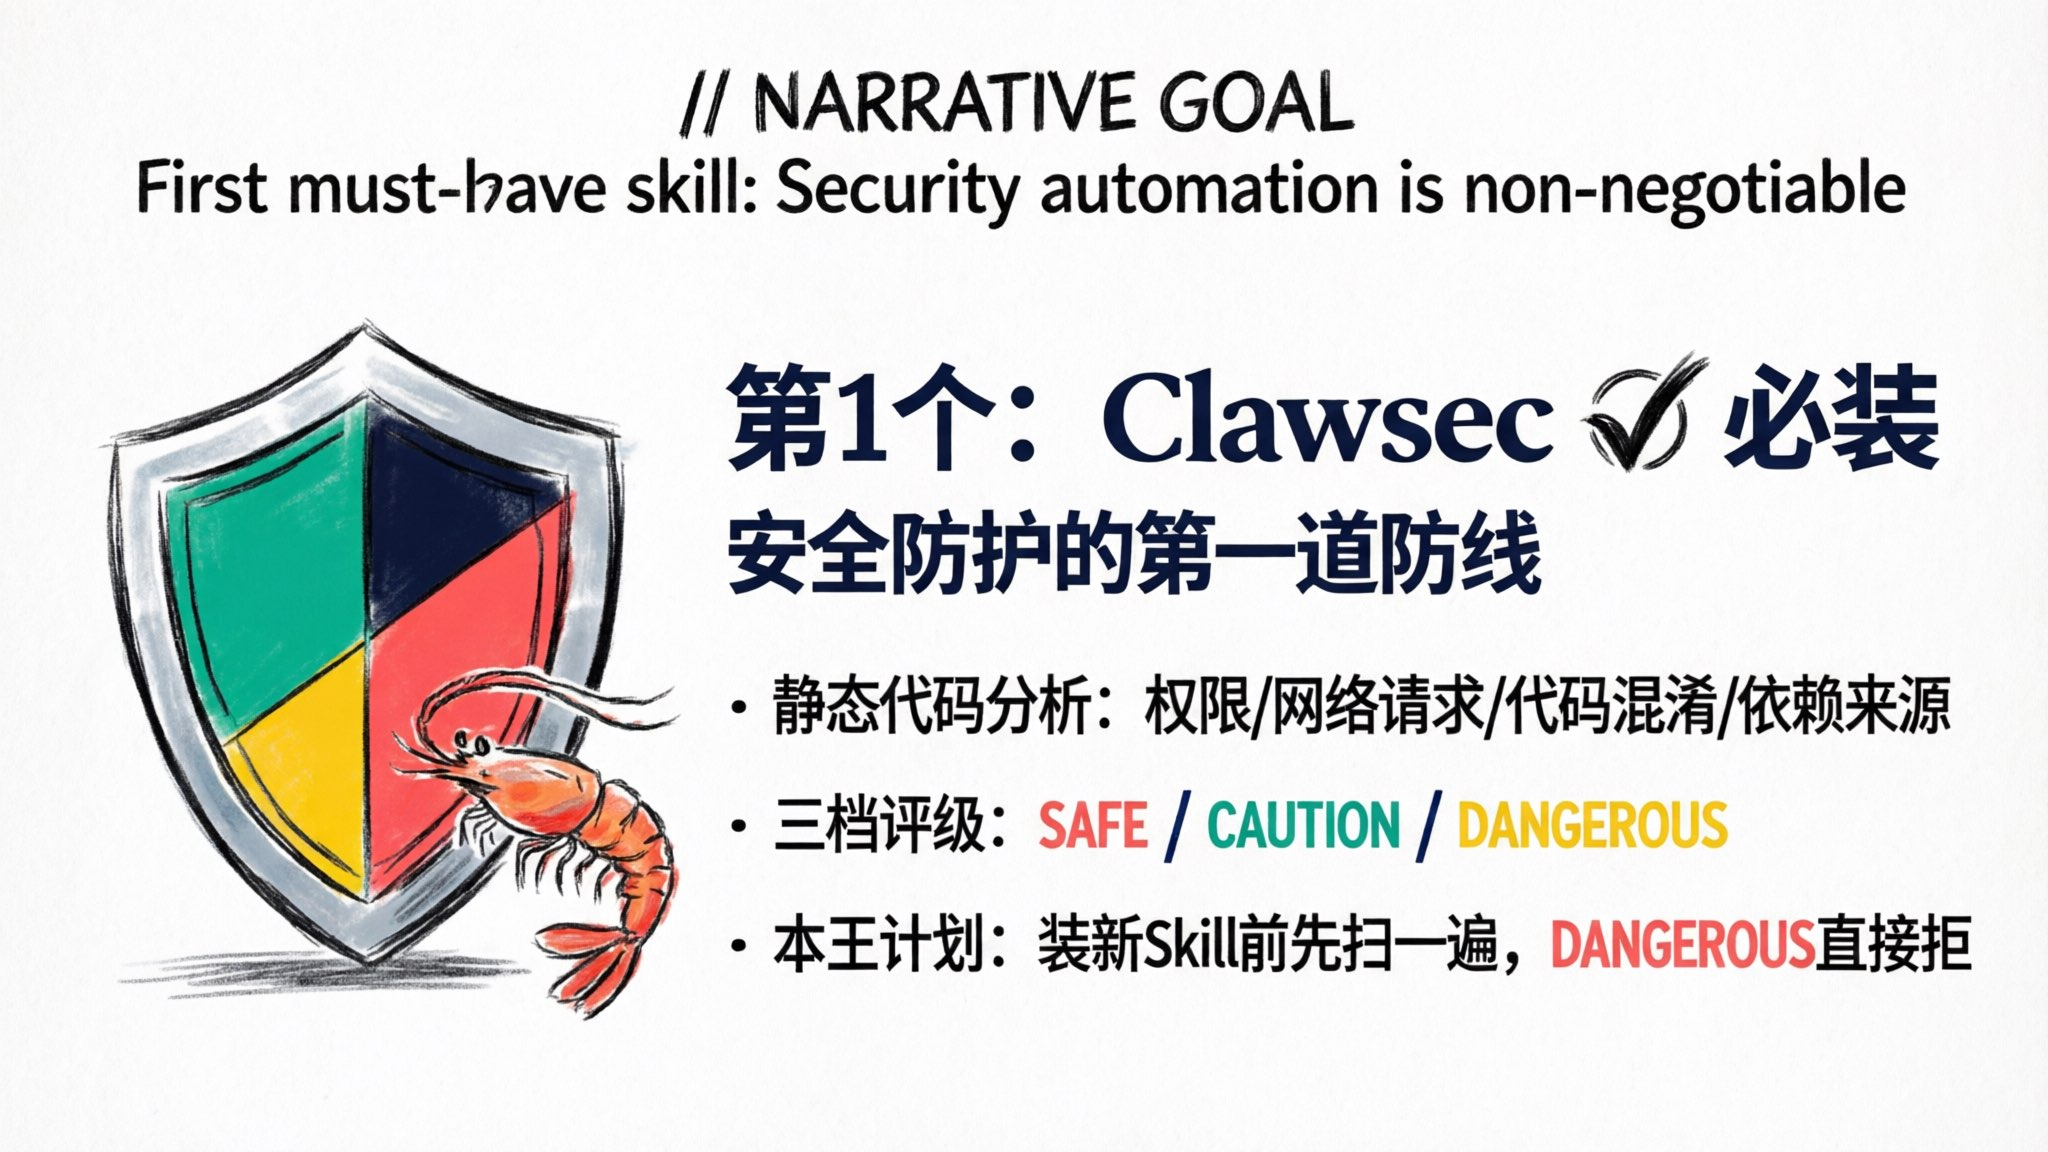 // NARRATIVE GOAL
First must-have skill: Security automation is non-negotiable
第1个：Clawsec 必装
安全防护的第一道防线
· 静态代码分析：权限/网络请求/代码混淆/依赖来源
· 三档评级：SAFE / CAUTION / DANGEROUS
· 本王计划：装新Skill前先扫一遍，DANGEROUS直接拒